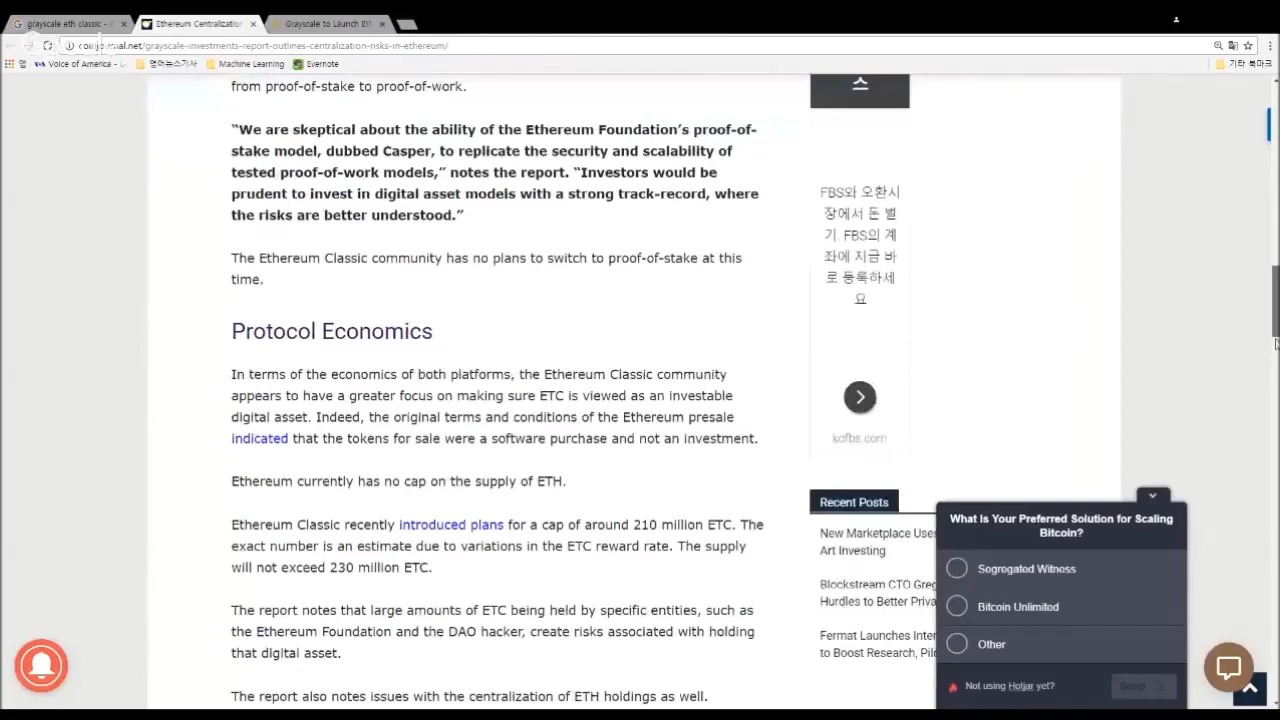 grayscale eth classic - G
Ethereum Centralization
Grayscale to Launch Eth
coinjournal.net/grayscale-investments-report-outlines-centralization-risks-in-ethereum/
앱
Voice of America - L
영어뉴스기사
Machine Learning
Evernote
기타 북마크
from proof-of-stake to proof-of-work.
“We are skeptical about the ability of the Ethereum Foundation’s proof-of-
stake model, dubbed Casper, to replicate the security and scalability of
tested proof-of-work models,” notes the report. “Investors would be
prudent to invest in digital asset models with a strong track-record, where
the risks are better understood.”
The Ethereum Classic community has no plans to switch to proof-of-stake at this
time.
Protocol Economics
In terms of the economics of both platforms, the Ethereum Classic community
appears to have a greater focus on making sure ETC is viewed as an investable
digital asset. Indeed, the original terms and conditions of the Ethereum presale
indicated that the tokens for sale were a software purchase and not an investment.
Ethereum currently has no cap on the supply of ETH.
Ethereum Classic recently introduced plans for a cap of around 210 million ETC. The
exact number is an estimate due to variations in the ETC reward rate. The supply
will not exceed 230 million ETC.
The report notes that large amounts of ETC being held by specific entities, such as
the Ethereum Foundation and the DAO hacker, create risks associated with holding
that digital asset.
The report also notes issues with the centralization of ETH holdings as well.
스
FBS와 오환시
장에서 돈 벌
기. FBS의 계
좌에 지금 바
로 등록하세
요
kcfbs.com
Recent Posts
New Marketplace Uses
Art Investing
Blockstream CTO Greg
Hurdles to Better Priva
Fermat Launches Inter
to Boost Research, Pilo
What Is Your Preferred Solution for Scaling
Bitcoin?
Segregated Witness
Bitcoin Unlimited
Other
Not using Hotjar yet?
Send